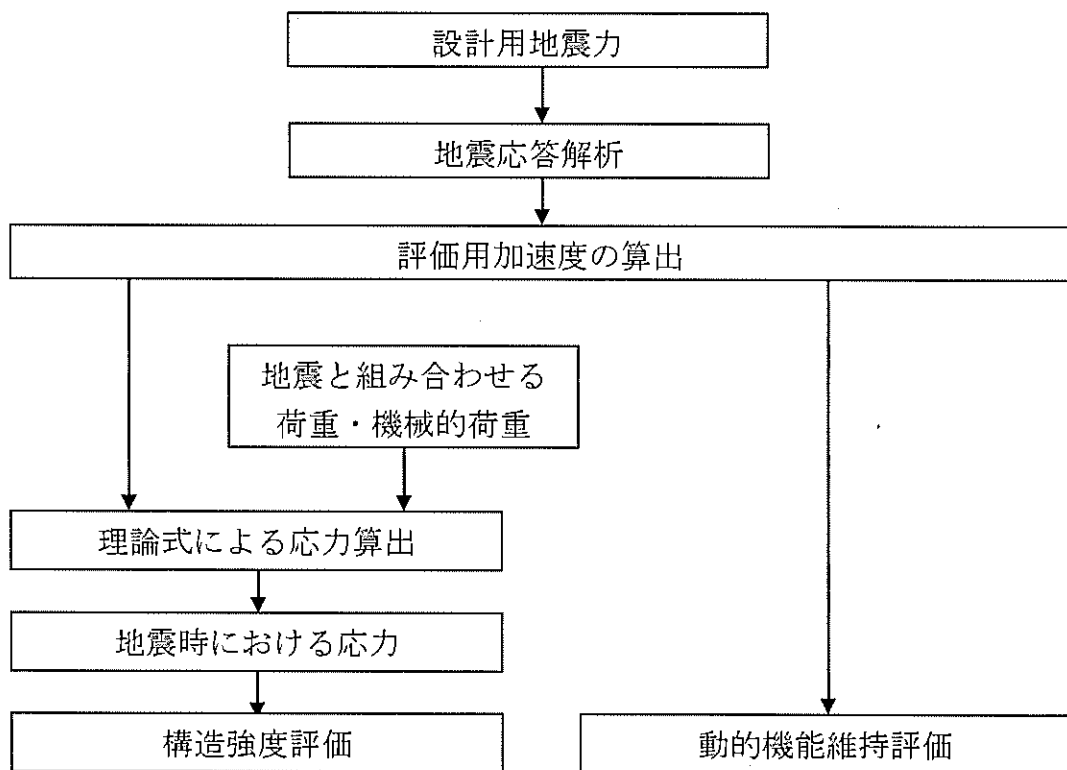 設計用地震力
地震応答解析
評価用加速度の算出
地震と組み合わせる
荷重・機械的荷重
理論式による応力算出
地震時における応力
構造強度評価
動的機能維持評価